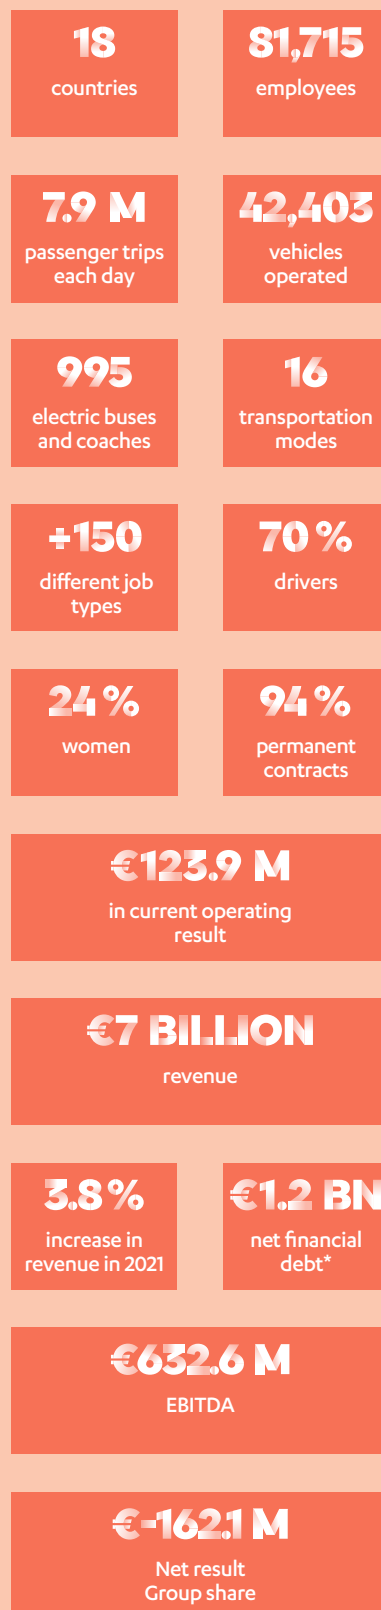 18
countries
81,715
employees
7.9 M
passenger trips
each day
42,403
vehicles
operated
995
electric buses
and coaches
16
transportation
modes
+150
different job
types
70 %
drivers
24 %
women
94 %
permanent
contracts
€123.9 M
in current operating
result
€7 BILLION
revenue
3.8 %
increase in
revenue in 2021
€1.2 BN
net financial
debt*
€632.6 M
EBITDA
€-162.1 M
Net result
Group share